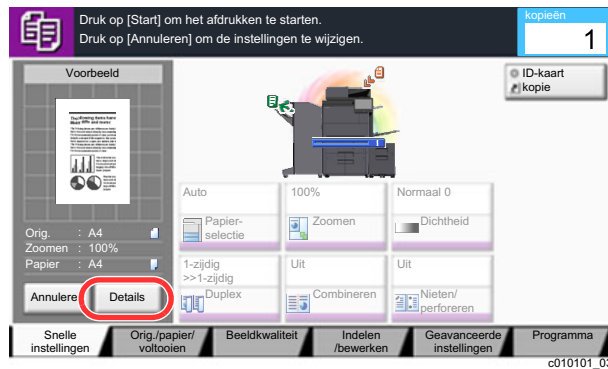 Druk op [Start] om het afdrukken te starten.
Druk op [Annuleren] om de instellingen te wijzigen.
kopieën
1
Voorbeeld
ID-kaart
kopie
Orig. : A4
Zoomen : 100%
Papier : A4
Annulere
Details
Auto
Papier-
selectie
100%
Zoomen
Normaal 0
Dichtheid
1-zijdig
>>1-zijdig
Duplex
Uit
Combineren
Uit
Nieten/
perforeren
Snelle
instellingen
Orig./papier/
voltooien
Beeldkwaliteit
Indelen
/bewerken
Geavanceerde
instellingen
Programma